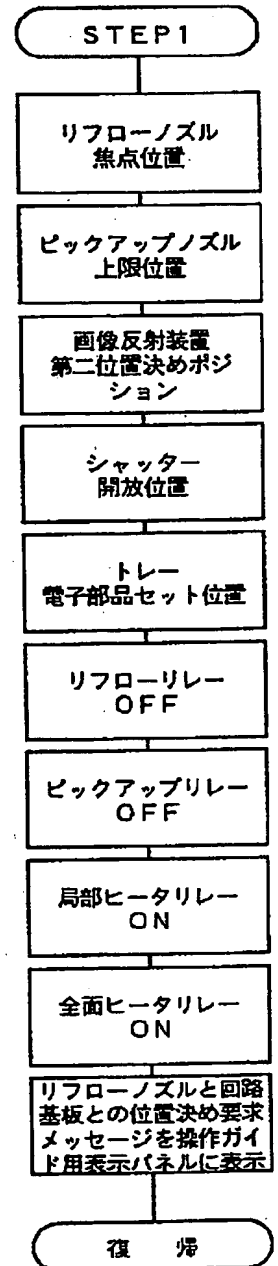 STEP1
リフローノズル
焦点位置
ピックアップノズル
上限位置
画像反射装置
第二位置決めポジ
ション
シャッター
開放位置
トレー
電子部品セット位置
リフローリレー
OFF
ピックアップリレー
OFF
局部ヒータリレー
ON
全面ヒータリレー
ON
リフローノズルと回路
基板との位置決め要求
メッセージを操作ガイ
ド用表示パネルに表示
復 帰